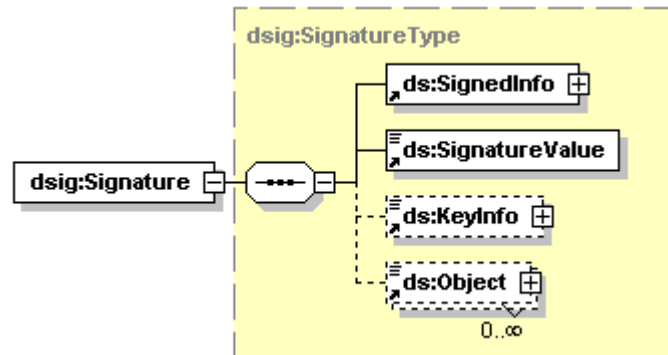 dsig:SignatureType
ds:SignedInfo
ds:SignatureValue
dsig:Signature
ds:KeyInfo
ds:Object
0..∞